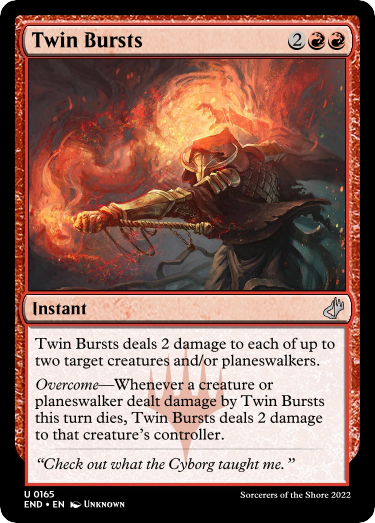 Twin Bursts 2
Instant
Twin Bursts deals 2 damage to each of up to
two target creatures and/or planeswalkers.
Overcome—Whenever a creature or
planeswalker dealt damage by Twin Bursts
this turn dies, Twin Bursts deals 2 damage
to that creature's controller.
“Check out what the Cyborg taught me.”
U 0165
END • EN Unknown
Sorcerers of the Shore 2022